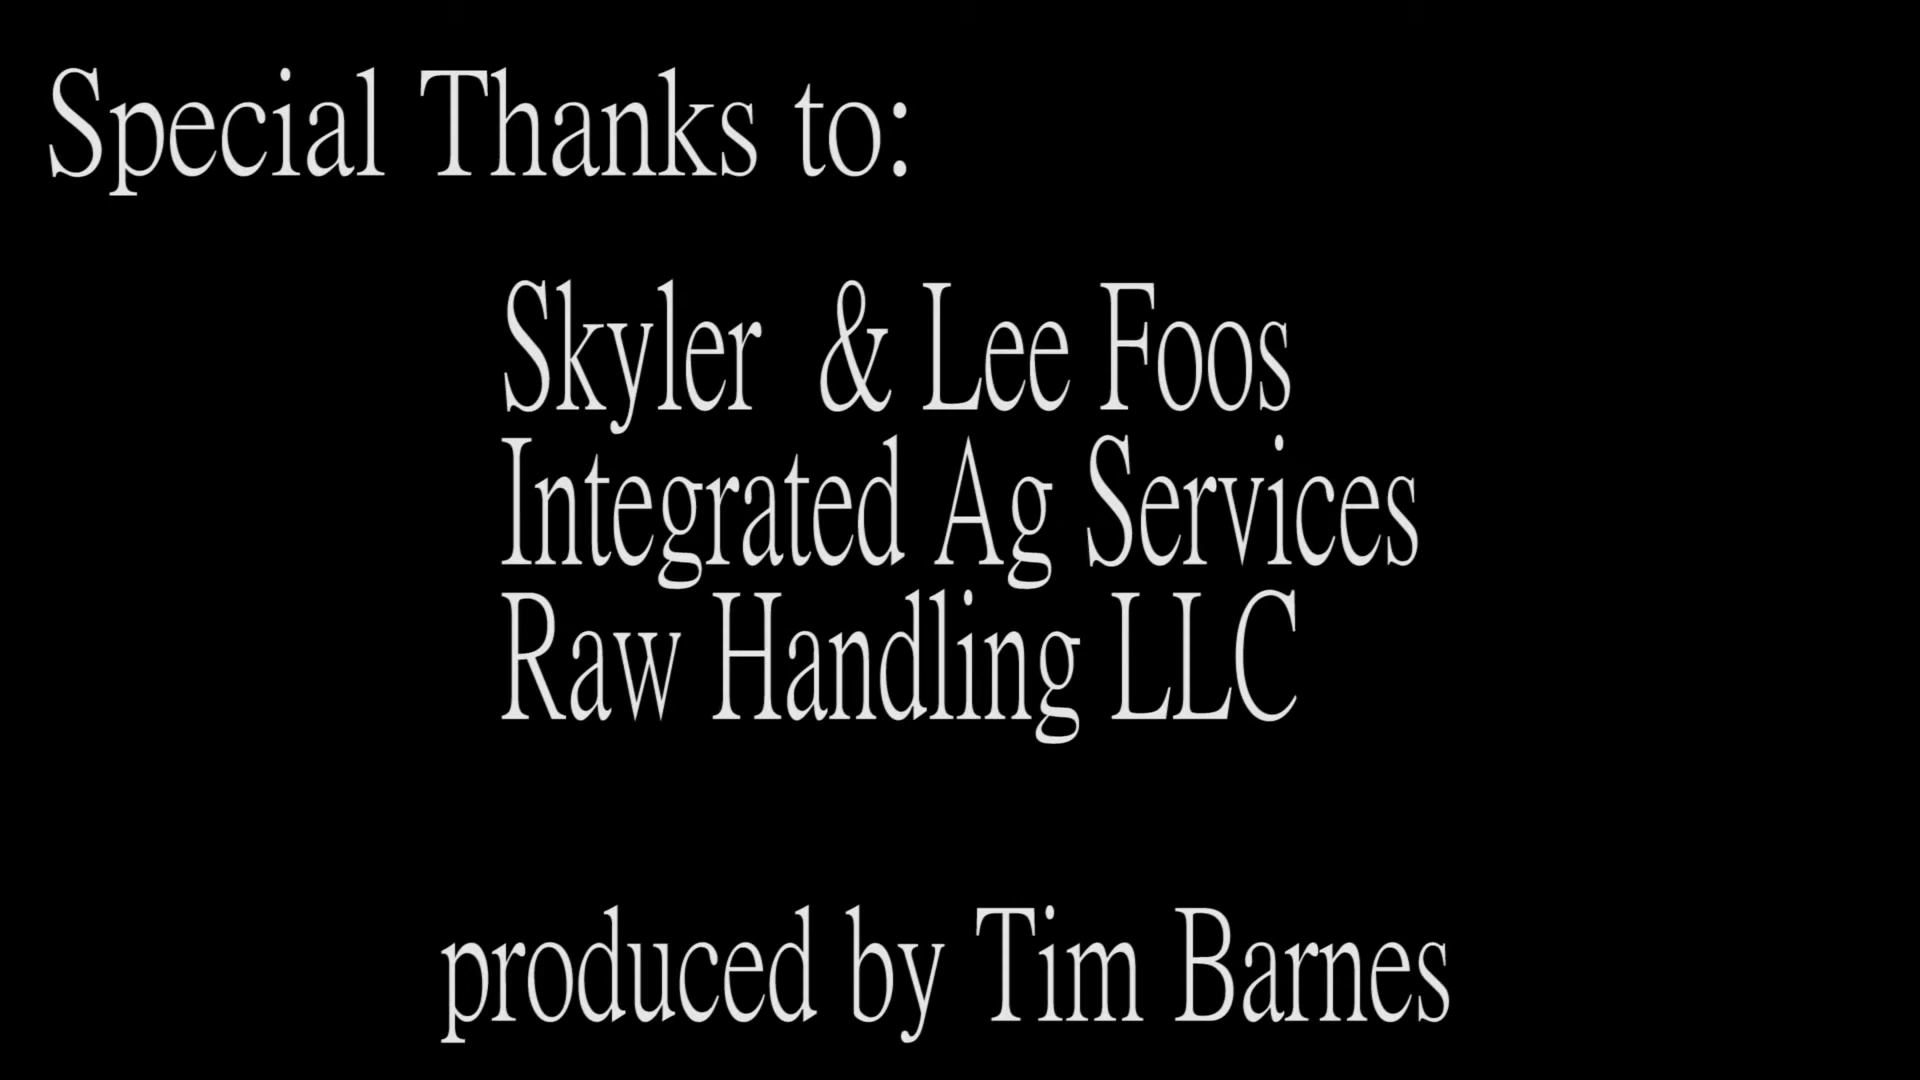 Special Thanks to:
Skyler & Lee Foos
Integrated Ag Services
Raw Handling LLC
produced by Tim Barnes